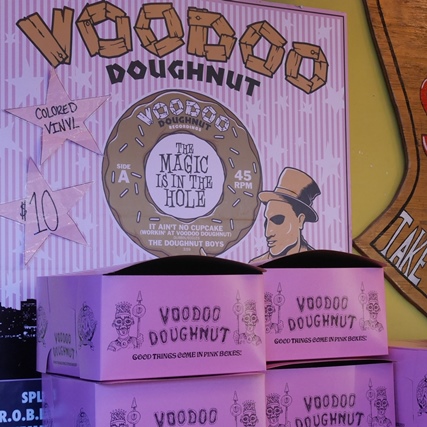 VOODOO
DOUGHNUT
COLORED
VINYL
$10
VOODOO
DOUGHNUT
RECORDINGS
THE
MAGIC
IS IN THE
HOLE
SIDE
A
45
RPM
IT AIN'T NO CUPCAKE
(WORKIN' AT VOODOO DOUGHNUT)
THE DOUGHNUT BOYS
TAKE
VOODOO
DOUGHNUT
GOOD THINGS COME IN PINK BOXES!
VOODOO
DOUGHNUT
GOOD THINGS COME IN PINK BOXES!
VOODOO
DOUGHNUT
VOODOO
DOUGHNUT
SPL
R.O.B.